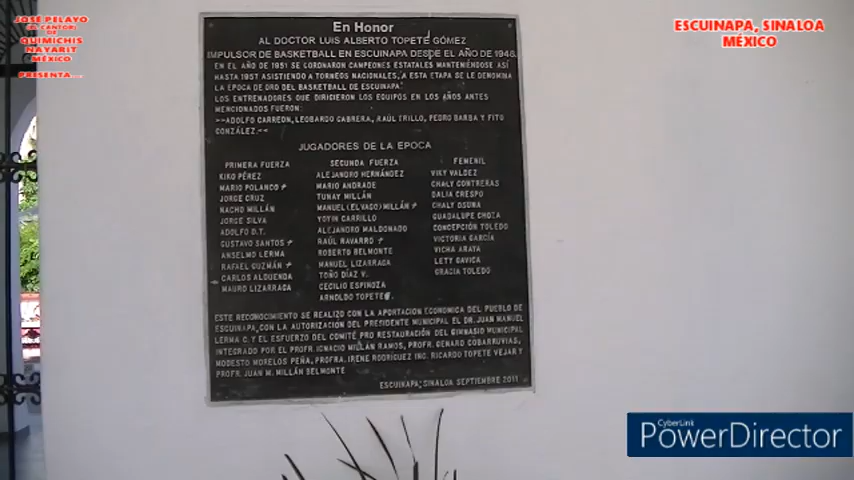 JOSÉ PELAYO
DE
QUIMICHIS
NAYARIT
MÉXICO
PRESENTA...
ESCUINAPA, SINALOA
MÉXICO
En Honor
AL DOCTOR LUIS ALBERTO TOPETE GÓMEZ
IMPULSOR DE BASKETBALL EN ESCUINAPA DESDE EL AÑO DE 1948.
EN EL AÑO DE 1951 SE CORONARON CAMPEONES ESTATALES MANTENIÉNDOSE ASÍ
HASTA 1957 ASISTIENDO A TORNEOS NACIONALES, A ESTA ETAPA SE LE DENOMINA
LA ÉPOCA DE ORO DEL BASKETBALL DE ESCUINAPA.
LOS ENTRENADORES QUE DIRIGIERON LOS EQUIPOS EN LOS AÑOS ANTES
MENCIONADOS FUERON:
>>ADOLFO CARREON, LEOBARDO CABRERA, RAÚL TRILLO, PEDRO BARBA Y FITO
GONZÁLEZ.<<
JUGADORES DE LA EPOCA
PRIMERA FUERZA
KIKO PÉREZ
MARIO POLANCO +
JORGE CRUZ
NACHO MILLÁN
JORGE SILVA
ADOLFO D.T.
GUSTAVO SANTOS +
ANSELMO LERMA
RAFAEL GUZMÁN +
CARLOS ALDUENDA
MAURO LIZARRAGA
SEGUNDA FUERZA
ALEJANDRO HERNÁNDEZ
MARIO ANDRADE
TUNAY MILLÁN
MANUEL (EL VASO) MILLÁN +
YOYIN CARRILLO
ALEJANDRO MALDONADO
RAÚL NAVARRO +
ROBERTO BELMONTE
MANUEL LIZARRAGA
TOÑO DÍAZ V.
CECILIO ESPINOZA
ARNOLDO TOPETE
FEMENIL
VIKY VALDEZ
CHALY CONTRERAS
DALIA CRESPO
CHALY OSUNA
GUADALUPE CHOTA
CONCEPCIÓN TOLEDO
VICTORIA GARCÍA
VICHA ARAYA
LETY GAVICA
GRACIA TOLEDO
ESTE RECONOCIMIENTO SE REALIZO CON LA APORTACIÓN ECONOMICA DEL PUEBLO DE
ESCUINAPA, CON LA AUTORIZACIÓN DEL PRESIDENTE MUNICIPAL EL DR. JUAN MANUEL
LERMA C. Y EL ESFUERZO DEL COMITÉ PRO RESTAURACIÓN DEL GIMNASIO MUNICIPAL
INTEGRADO POR EL PROFR. IGNACIO MILLÁN RAMOS, PROFR. GENARO COBARRUVIAS,
MODESTO MORELOS PEÑA, PROFRA. IRENE RODRÍGUEZ ING. RICARDO TOPETE VEJAR Y
PROFR. JUAN M. MILLÁN BELMONTE
ESCUINAPA, SINALOA SEPTIEMBRE 2011
CyberLink
PowerDirector